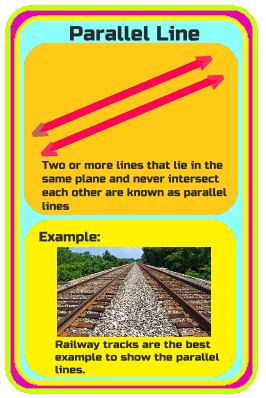 Parallel Line
Two or more lines that lie in the
same plane and never intersect
each other are known as parallel
lines
Example:
Railway tracks are the best
example to show the parallel
lines.